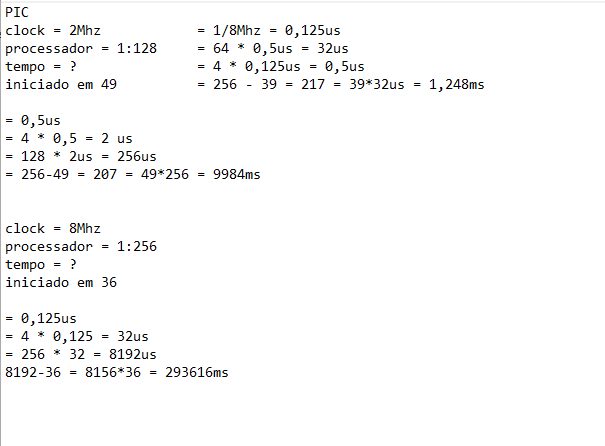 PIC
clock = 2Mhz            = 1/8Mhz = 0,125us
processador = 1:128     = 64 * 0,5us = 32us
tempo = ?               = 4 * 0,125us = 0,5us
iniciado em 49          = 256 - 39 = 217 = 39*32us = 1,248ms
= 0,5us
= 4 * 0,5 = 2 us
= 128 * 2us = 256us
= 256-49 = 207 = 49*256 = 9984ms
clock = 8Mhz
processador = 1:256
tempo = ?
iniciado em 36
= 0,125us
= 4 * 0,125 = 32us
= 256 * 32 = 8192us
8192-36 = 8156*36 = 293616ms